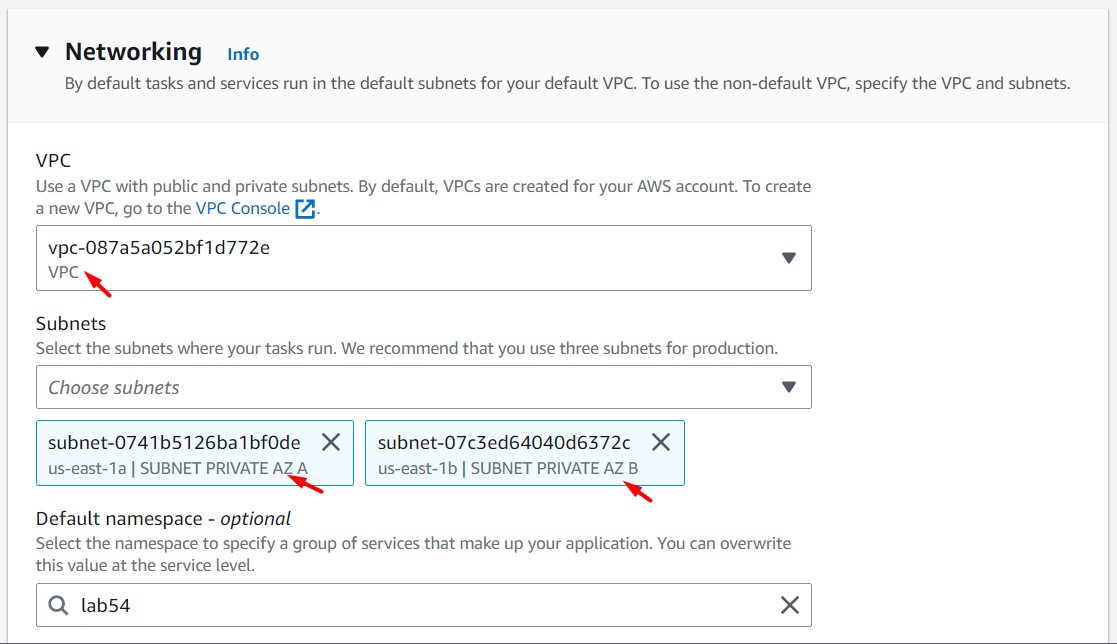 Networking Info
By default tasks and services run in the default subnets for your default VPC. To use the non-default VPC, specify the VPC and subnets.
VPC
Use a VPC with public and private subnets. By default, VPCs are created for your AWS account. To create
a new VPC, go to the VPC Console.
vpc-087a5a052bf1d772e
VPC
Subnets
Select the subnets where your tasks run. We recommend that you use three subnets for production.
Choose subnets
subnet-0741b5126ba1bf0de
us-east-1a | SUBNET PRIVATE AZ A
subnet-07c3ed64040d6372c
us-east-1b | SUBNET PRIVATE AZ B
Default namespace - optional
Select the namespace to specify a group of services that make up your application. You can overwrite
this value at the service level.
lab54